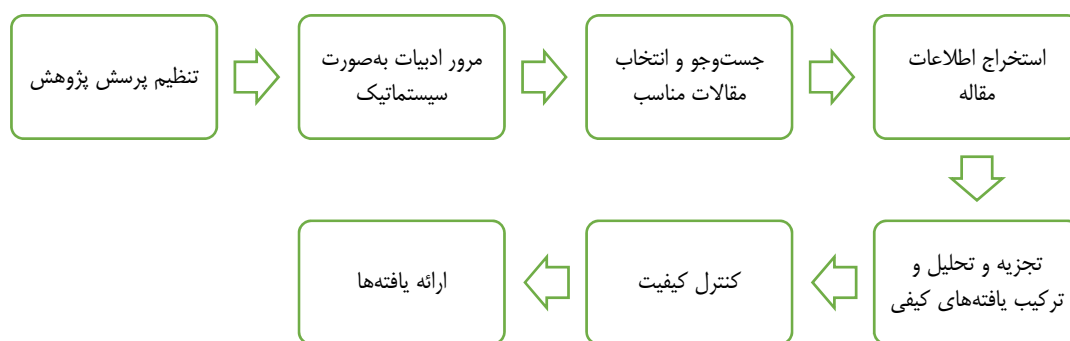 تنظیم پرسش پژوهش
مرور ادبیات به‌صورت
سیستماتیک
جست‌وجو و انتخاب
مقالات مناسب
استخراج اطلاعات
مقاله
تجزیه و تحلیل و
ترکیب یافته‌های کیفی
کنترل کیفیت
ارائه یافته‌ها